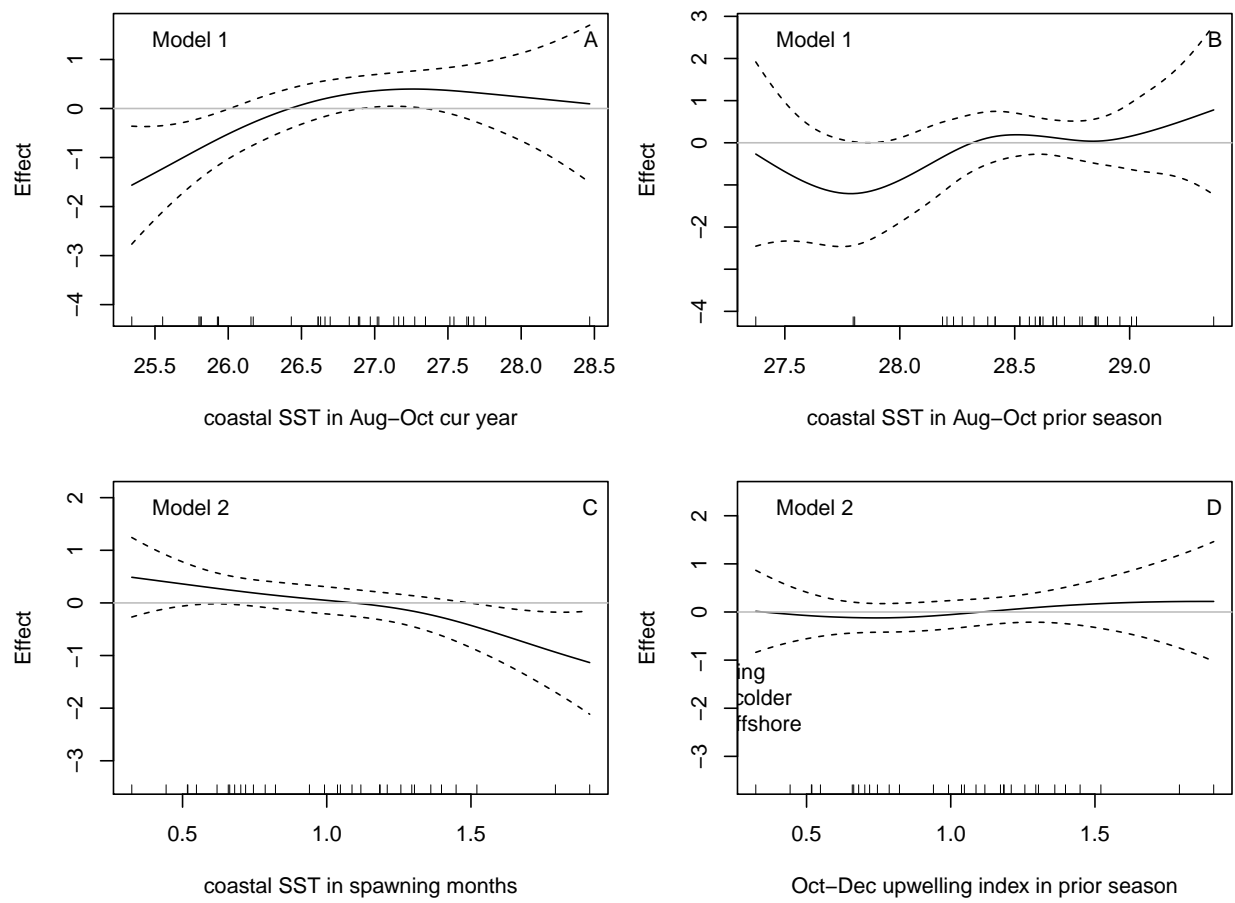 Model 1
A
Effect
1
0
−1
−2
−3
−4
25.5 26.0 26.5 27.0 27.5 28.0 28.5
coastal SST in Aug−Oct cur year
Model 1
B
Effect
3
2
1
0
−2
−4
27.5 28.0 28.5 29.0
coastal SST in Aug−Oct prior season
Model 2
C
Effect
2
1
0
−1
−2
−3
0.5 1.0 1.5
coastal SST in spawning months
Model 2
D
Effect
2
1
0
−1
−2
−3
ing
colder
ffshore
0.5 1.0 1.5
Oct−Dec upwelling index in prior season